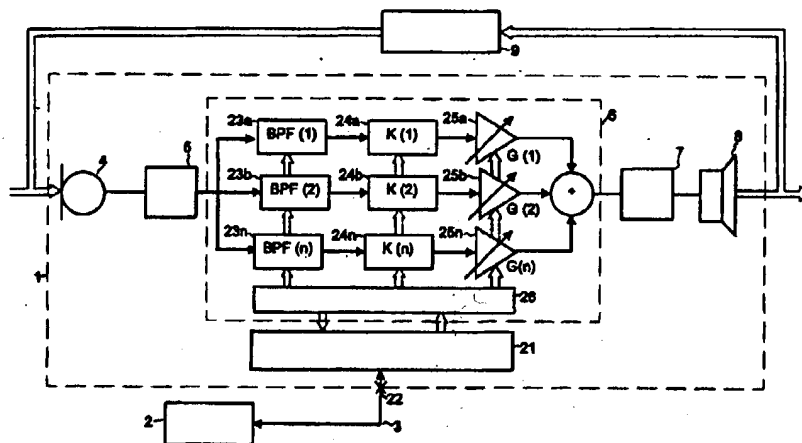 9
23a
24a
25a
6
BPF (1)
K (1)
G (1)
4
5
7
8
23b
24b
25b
BPF (2)
K (2)
G (2)
+
23n
24n
25n
BPF (n)
K (n)
G(n)
1
26
21
22
2
3